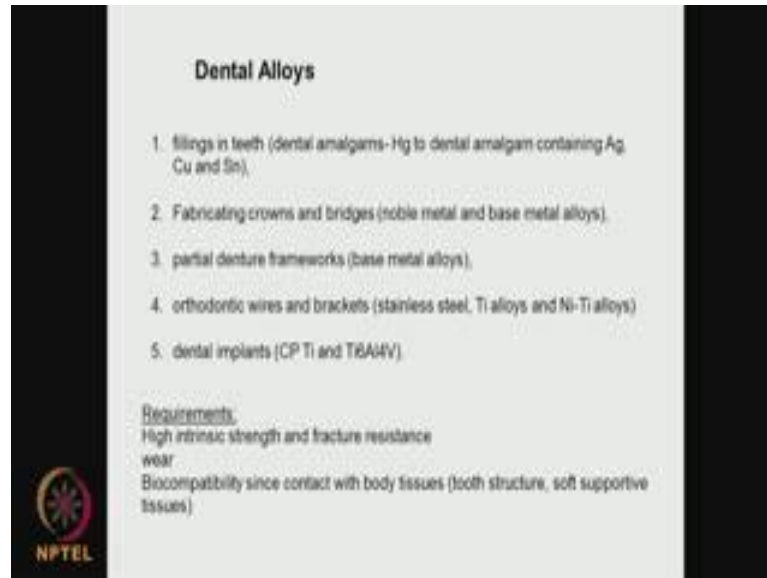 Dental Alloys
1. fillings in teeth (dental amalgams- Hg to dental amalgam containing Ag,
Cu and Sn),
2. Fabricating crowns and bridges (noble metal and base metal alloys),
3. partial denture frameworks (base metal alloys),
4. orthodontic wires and brackets (stainless steel, Ti alloys and Ni-Ti alloys)
5. dental implants (CP Ti and Ti6Al4V).
Requirements:
High intrinsic strength and fracture resistance
wear
Biocompatibility since contact with body tissues (tooth structure, soft supportive
tissues)
NPTEL